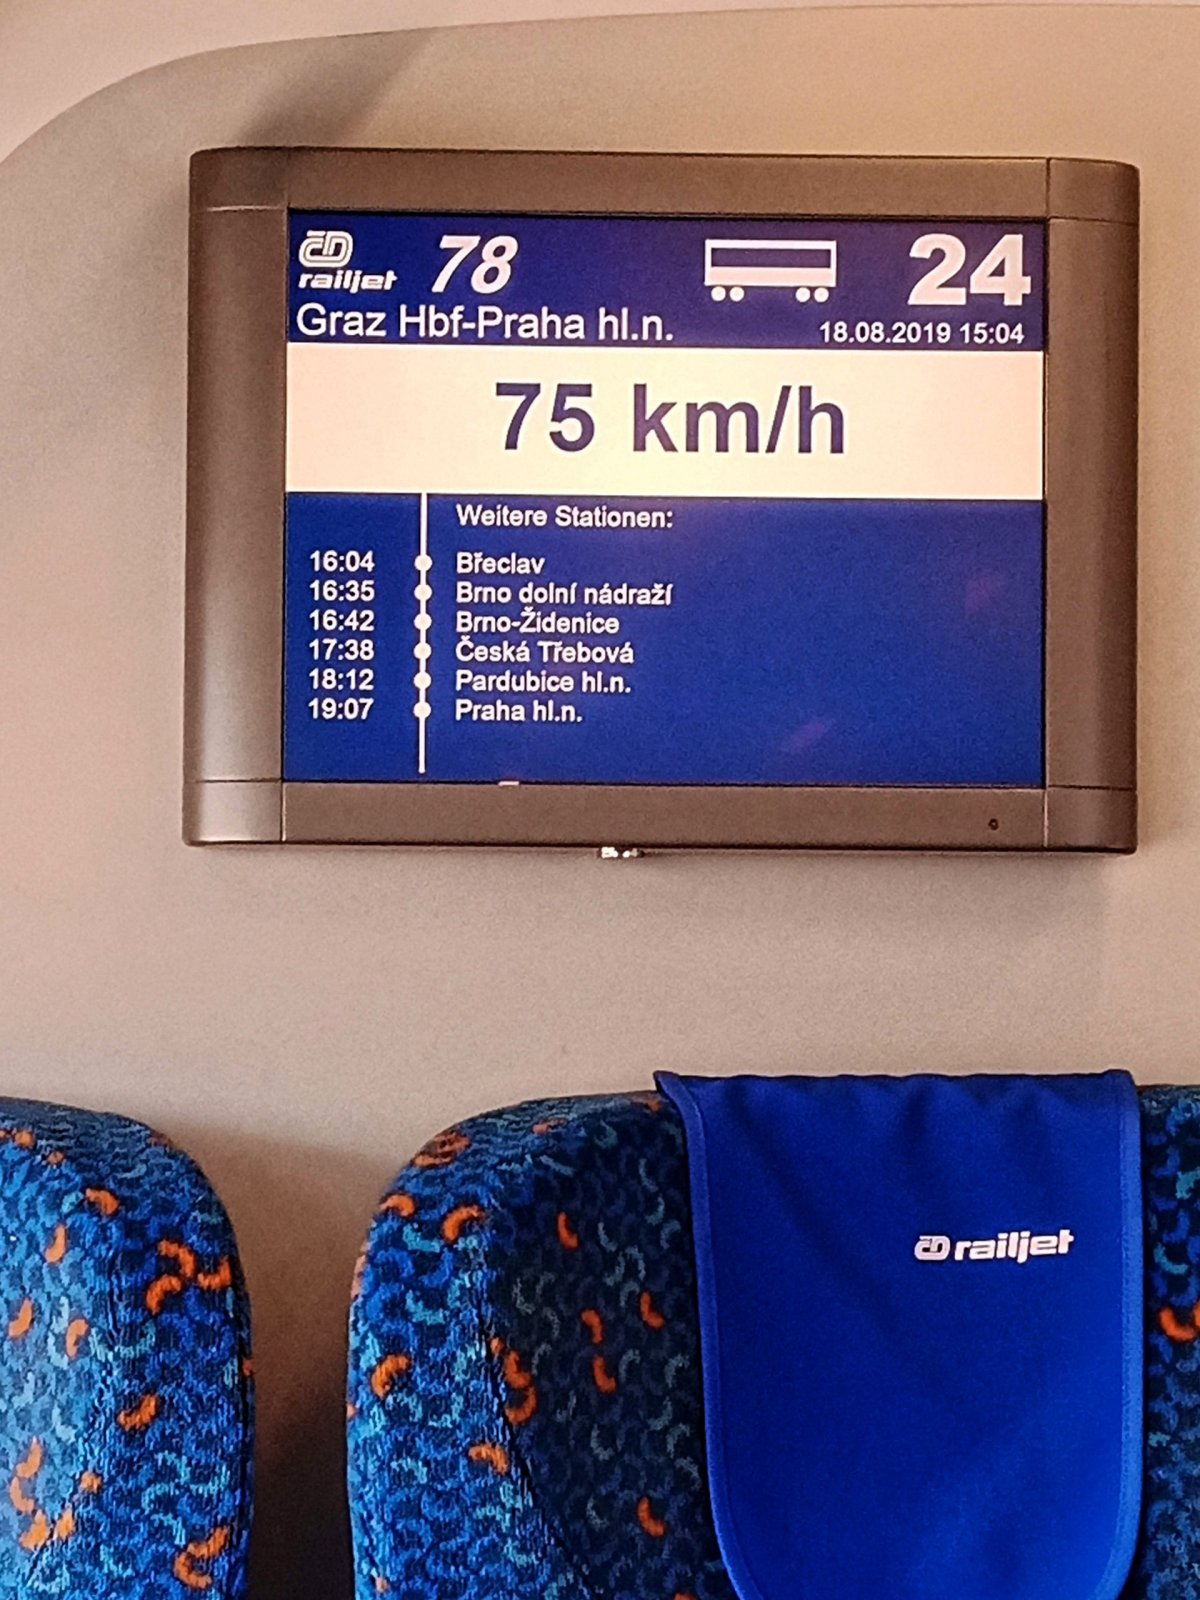 ČD railjet 78 24
Graz Hbf-Praha hl.n. 18.08.2019 15:04
75 km/h
Weitere Stationen:
16:04 Břeclav
16:35 Brno dolní nádraží
16:42 Brno-Židenice
17:38 Česká Třebová
18:12 Pardubice hl.n.
19:07 Praha hl.n.
ČD railjet